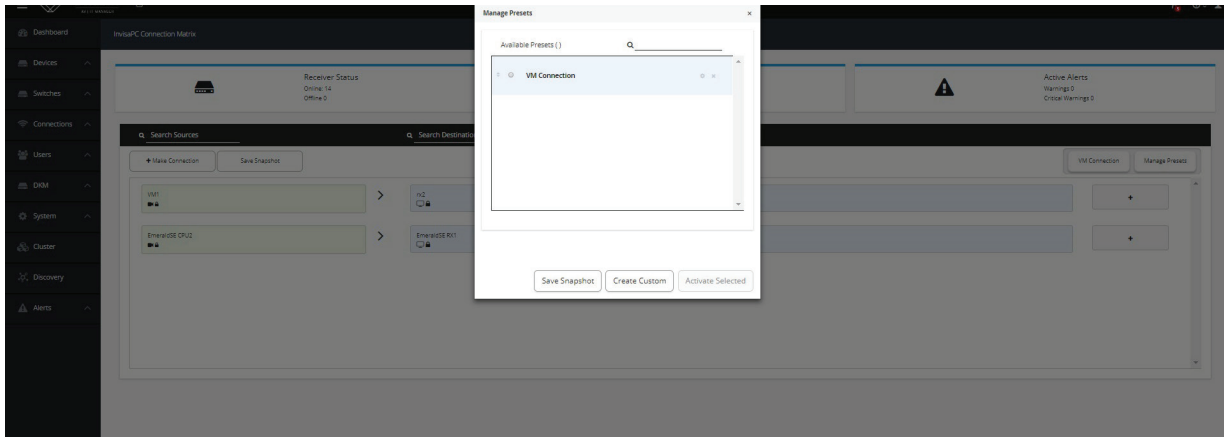 Manage Presets
×
Dashboard
InvisaPC Connection Matrix
Available Presets ( )
Devices
VM Connection
Receiver Status
Online: 14
Offline 0
Active Alerts
Warnings 0
Critical Warnings 0
Switches
Connections
Search Sources
Search Destinatio
Users
+ Make Connection
Save Snapshot
VM Connection
Manage Presets
DKM
VM1
>
rx2
+
System
Cluster
EmeraldSE CPU2
>
EmeraldSE RX1
+
Discovery
Save Snapshot
Create Custom
Activate Selected
Alerts